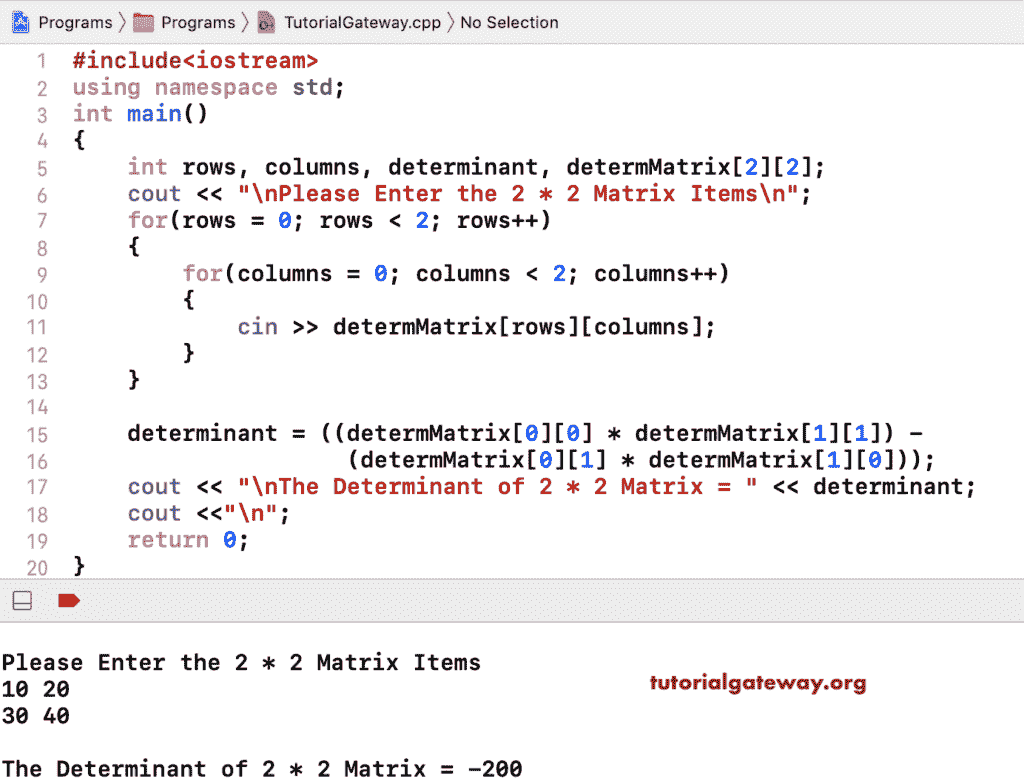 Programs 〉 Programs 〉 TutorialGateway.cpp 〉 No Selection
1 #include<iostream>
2 using namespace std;
3 int main()
4 {
5 int rows, columns, determinant, determMatrix[2][2];
6 cout << "\nPlease Enter the 2 * 2 Matrix Items\n";
7 for(rows = 0; rows < 2; rows++)
8 {
9 for(columns = 0; columns < 2; columns++)
10 {
11 cin >> determMatrix[rows][columns];
12 }
13 }
14
15 determinant = ((determMatrix[0][0] * determMatrix[1][1]) -
16 (determMatrix[0][1] * determMatrix[1][0]));
17 cout << "\nThe Determinant of 2 * 2 Matrix = " << determinant;
18 cout <<"\n";
19 return 0;
20 }
Please Enter the 2 * 2 Matrix Items
10 20
tutorialgateway.org
30 40
The Determinant of 2 * 2 Matrix = -200